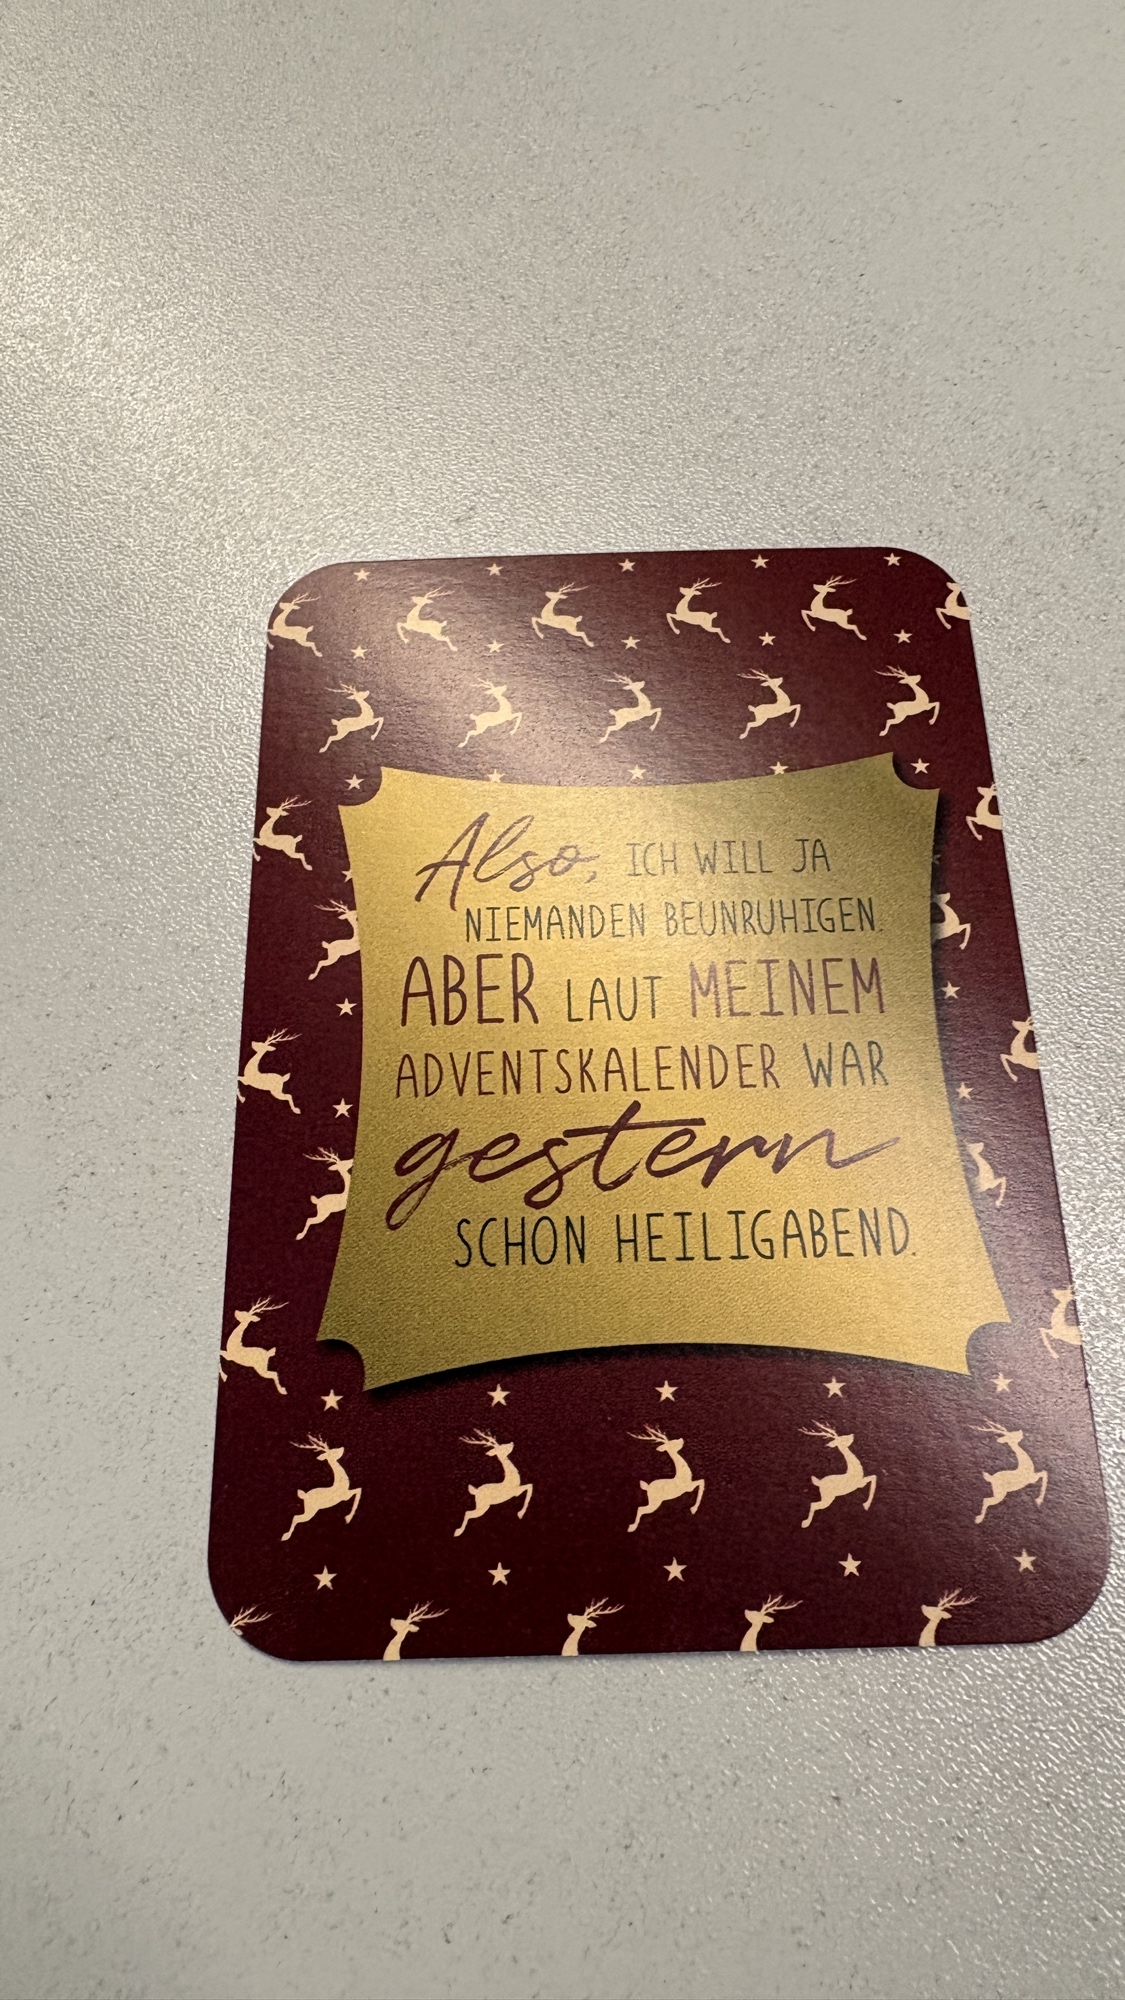 Also, ICH WILL JA
NIEMANDEN BEUNRUHIGEN.
ABER LAUT MEINEM
ADVENTSKALENDER WAR
gestern
SCHON HEILIGABEND.